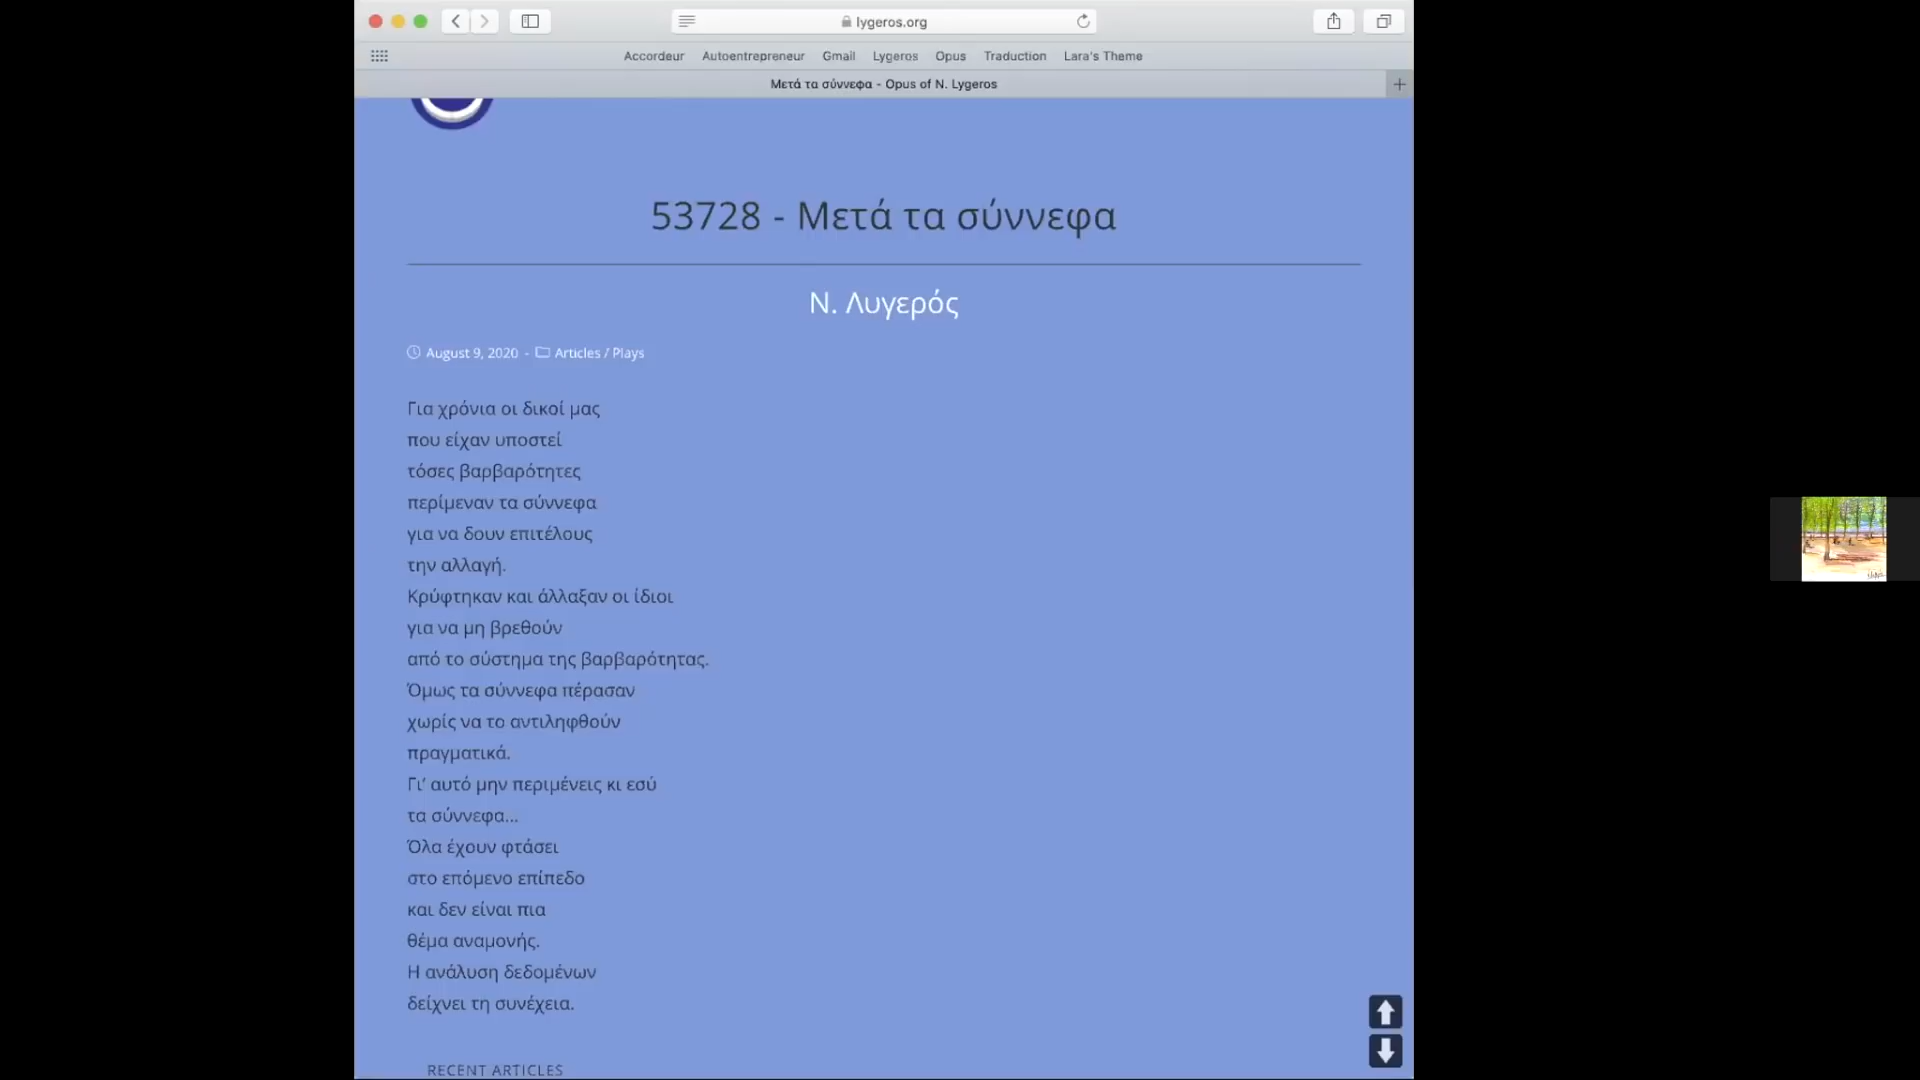 lygeros.org
Accordeur Autoentrepreneur Gmail Lygeros Opus Traduction Lara's Theme
Μετά τα σύννεφα - Opus of N. Lygeros
53728 - Μετά τα σύννεφα
Ν. Λυγερός
August 9, 2020 - Articles / Plays
Για χρόνια οι δικοί μας
που είχαν υποστεί
τόσες βαρβαρότητες
περίμεναν τα σύννεφα
για να δουν επιτέλους
την αλλαγή.
Κρύφτηκαν και άλλαξαν οι ίδιοι
για να μη βρεθούν
από το σύστημα της βαρβαρότητας.
Όμως τα σύννεφα πέρασαν
χωρίς να το αντιληφθούν
πραγματικά.
Γι’ αυτό μην περιμένεις κι εσύ
τα σύννεφα...
Όλα έχουν φτάσει
στο επόμενο επίπεδο
και δεν είναι πια
θέμα αναμονής.
Η ανάλυση δεδομένων
δείχνει τη συνέχεια.
RECENT ARTICLES